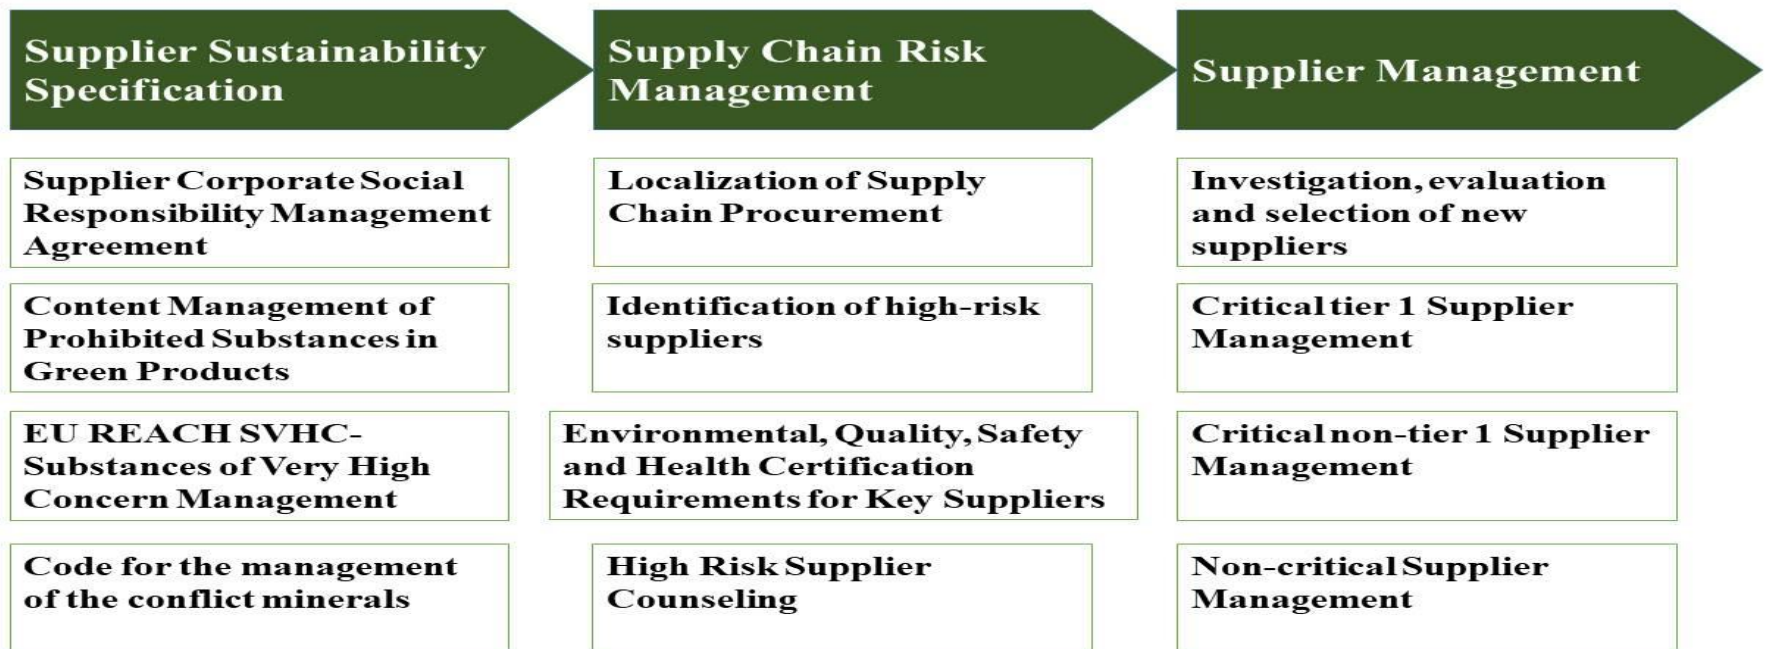 Supplier Sustainability
Specification
Supply Chain Risk
Management
Supplier Management
Supplier Corporate Social
Responsibility Management
Agreement
Content Management of
Prohibited Substances in
Green Products
EU REACH SVHC-
Substances of Very High
Concern Management
Code for the management
of the conflict minerals
Localization of Supply
Chain Procurement
Identification of high-risk
suppliers
Environmental, Quality, Safety
and Health Certification
Requirements for Key Suppliers
High Risk Supplier
Counseling
Investigation, evaluation
and selection of new
suppliers
Critical tier 1 Supplier
Management
Critical non-tier 1 Supplier
Management
Non-critical Supplier
Management